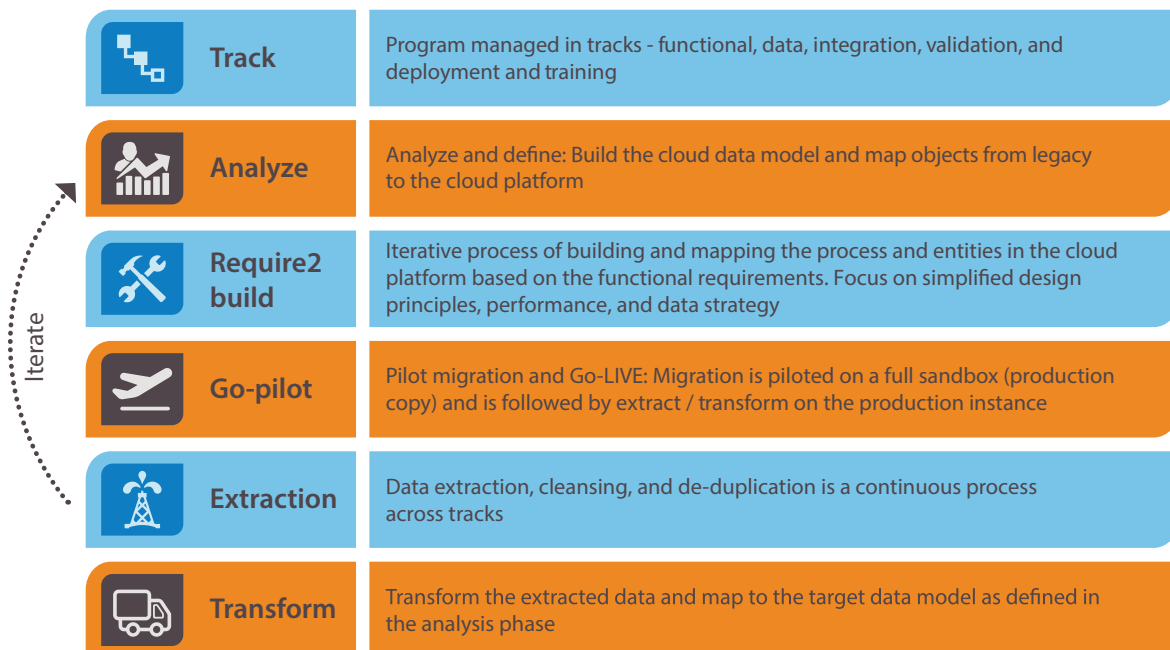 Track
Program managed in tracks - functional, data, integration, validation, and
deployment and training
Analyze
Analyze and define: Build the cloud data model and map objects from legacy
to the cloud platform
Require2
build
Iterative process of building and mapping the process and entities in the cloud
platform based on the functional requirements. Focus on simplified design
principles, performance, and data strategy
Iterate
Go-pilot
Pilot migration and Go-LIVE: Migration is piloted on a full sandbox (production
copy) and is followed by extract / transform on the production instance
Extraction
Data extraction, cleansing, and de-duplication is a continuous process
across tracks
Transform
Transform the extracted data and map to the target data model as defined in
the analysis phase